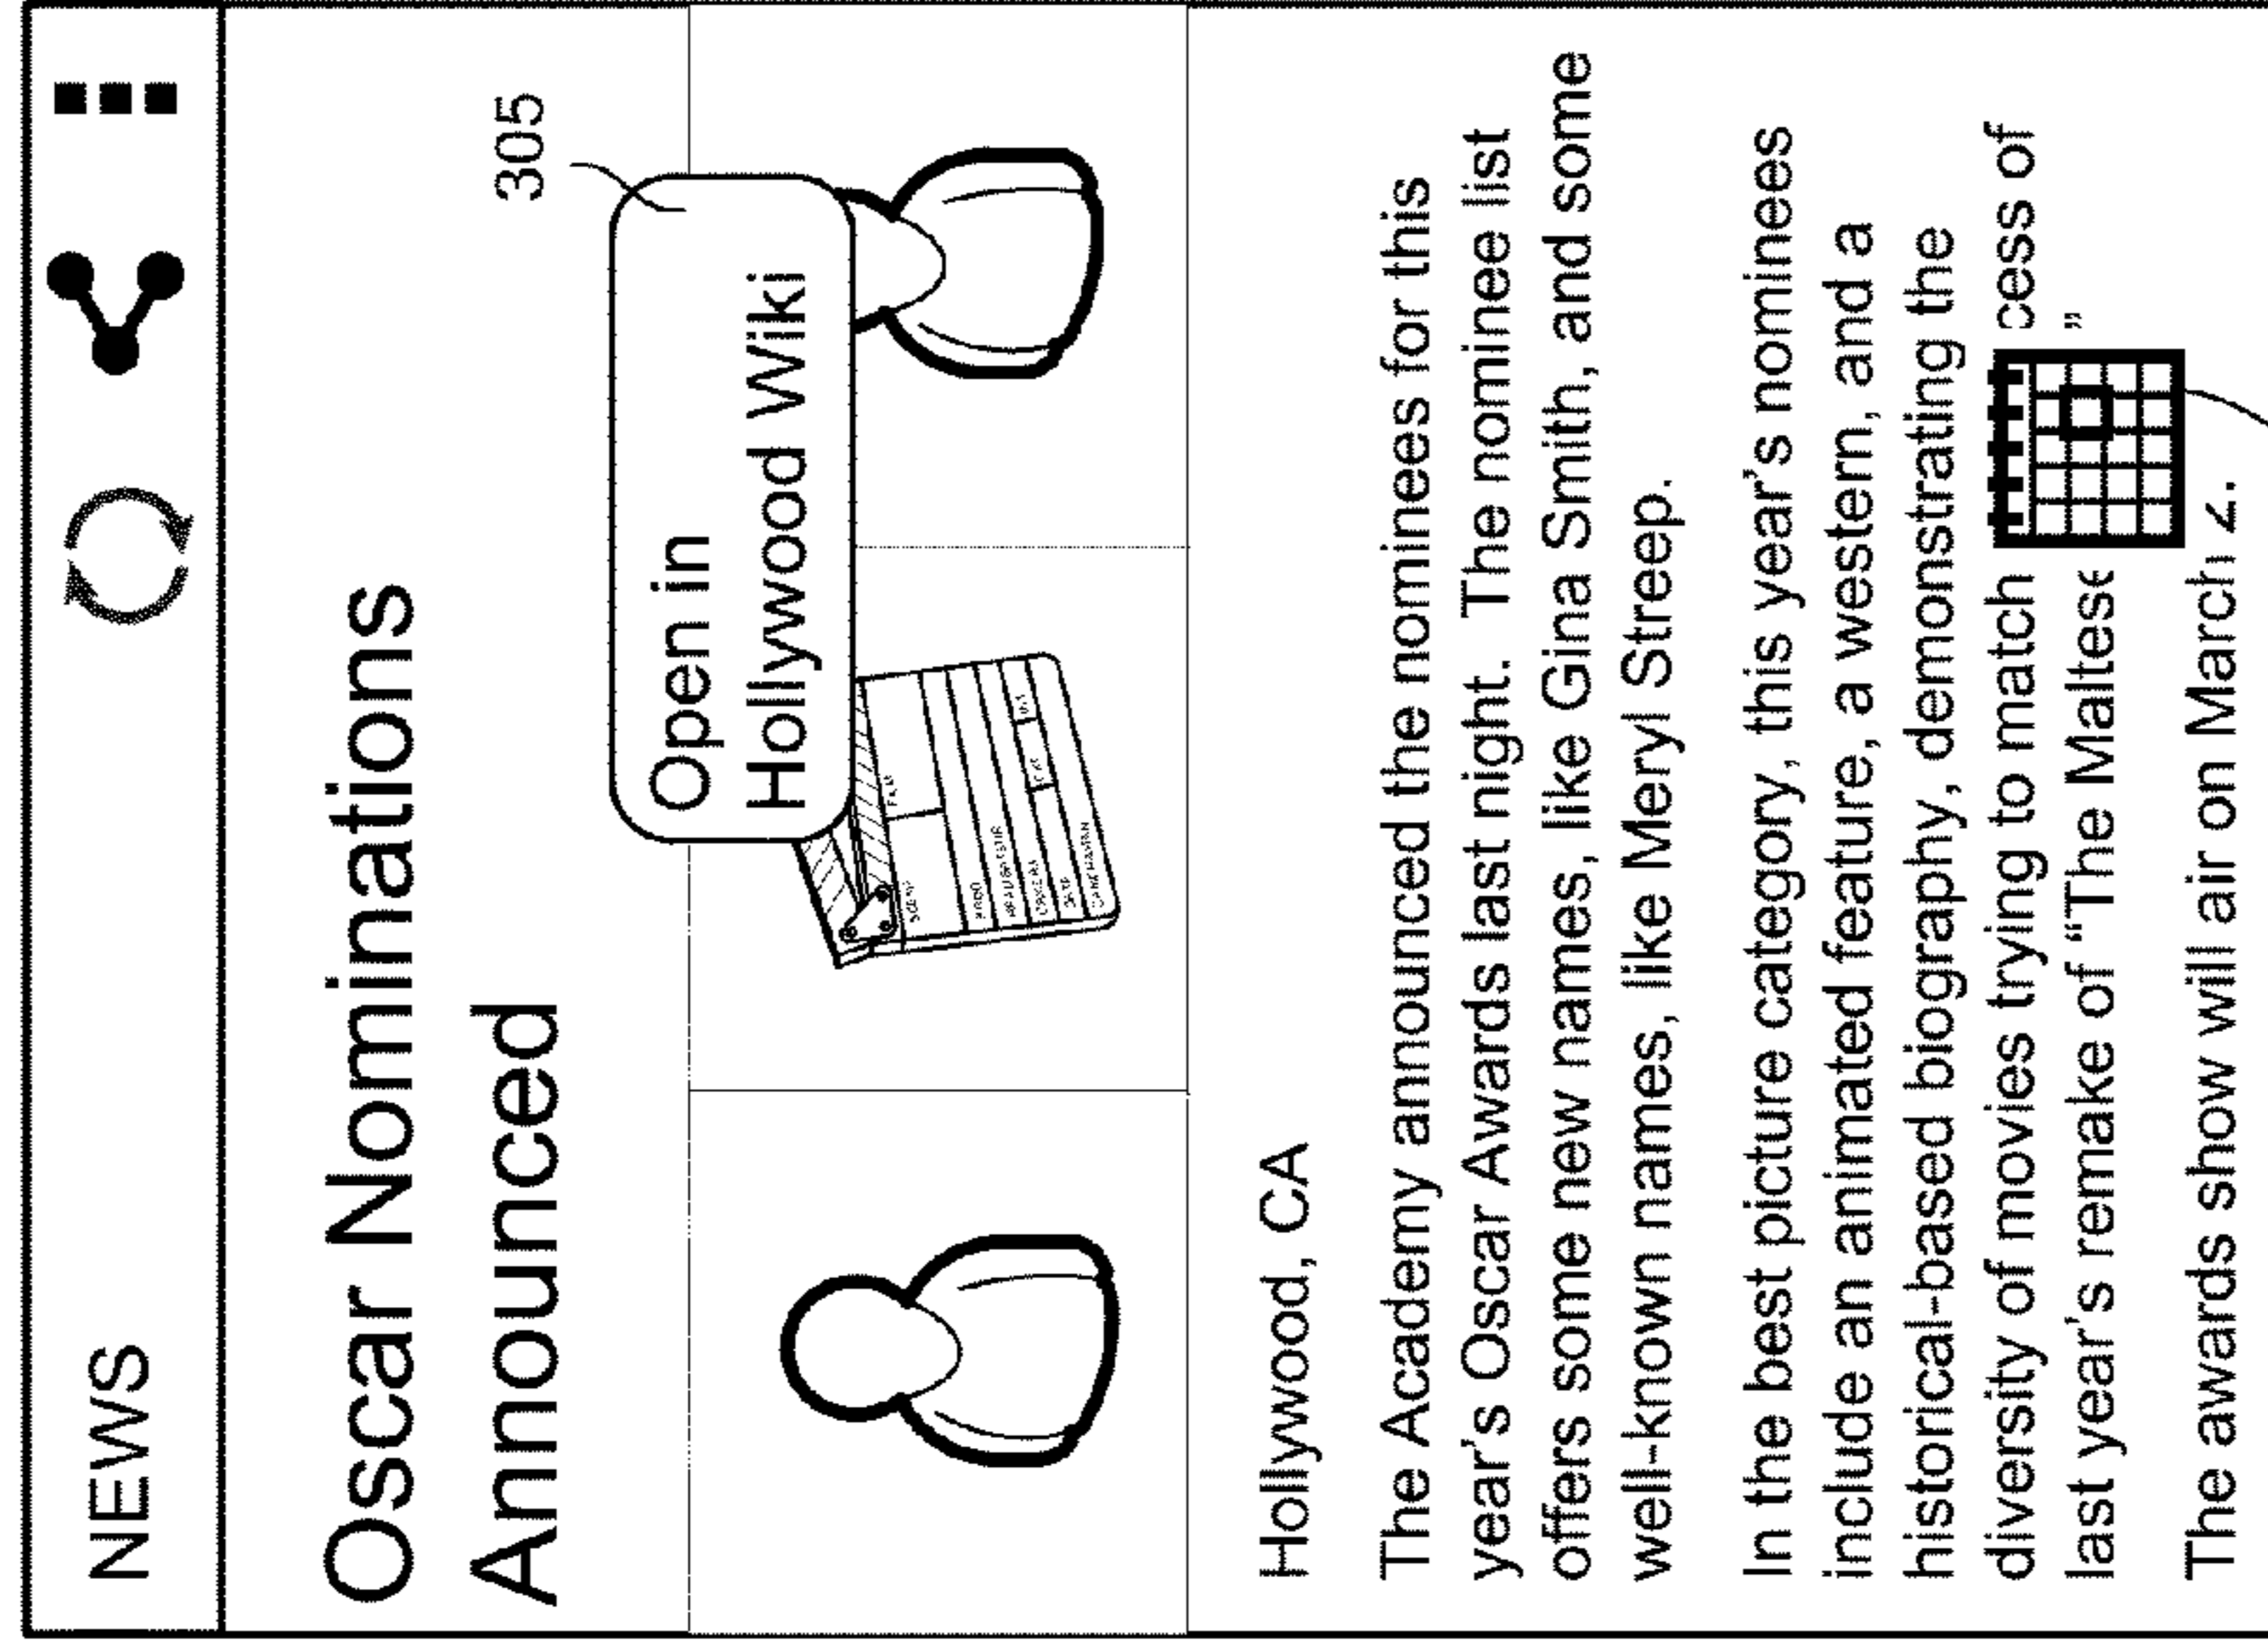 NEWS
Oscar Nominations
Announced
305
Open in
Hollywood Wiki
Hollywood, CA
The Academy announced the nominees for this
year's Oscar Awards last night. The nominee list
offers some new names, like Gina Smith, and some
well-known names, like Meryl Streep.
In the best picture category, this year's nominees
include an animated feature, a western, and a
historical-based biography, demonstrating the
diversity of movies trying to match cess of
last year's remake of “The Maltese ”
The awards show will air on March 2.